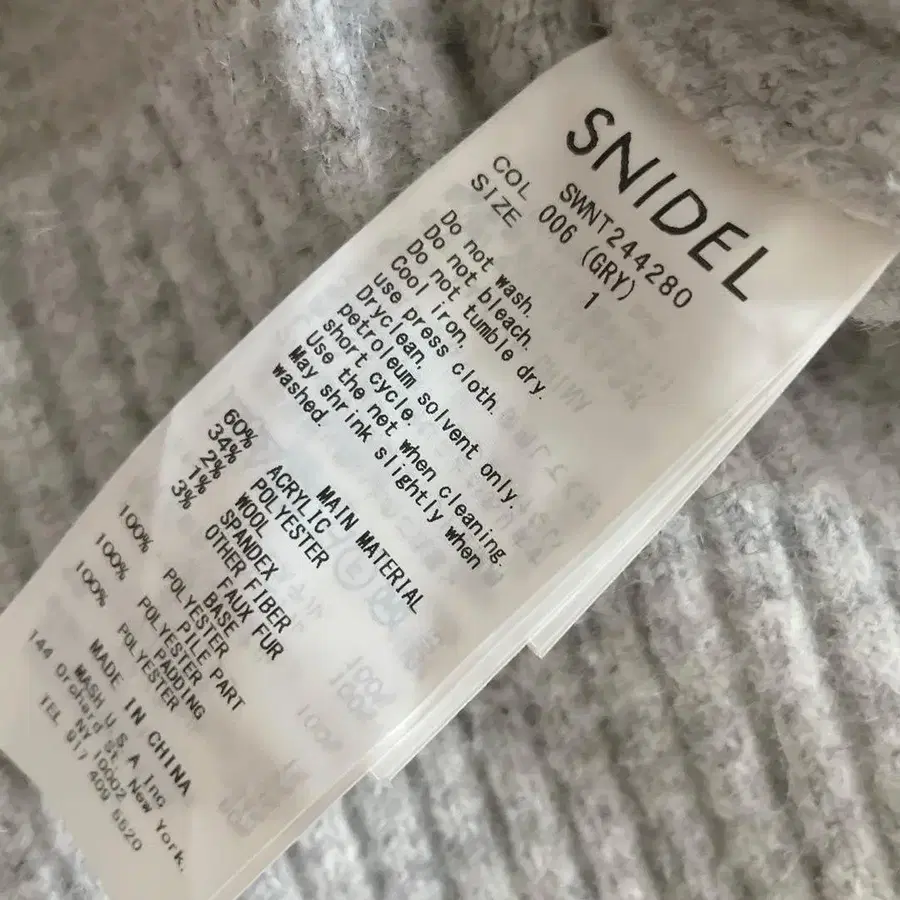 SNIDEL
SWNT244280
COL 006 (GRY)
SIZE 1
Do not wash.
Do not bleach.
Do not tumble dry.
Cool iron.
use press cloth.
Dryclean.
petroleum solvent only.
short cycle.
Use the net when cleaning.
May shrink slightly when
washed.
MAIN MATERIAL
60% ACRYLIC
34% POLYESTER
2% WOOL
1% SPANDEX
3% OTHER FIBER
FAUX FUR
BASE
100% POLYESTER
PILE PART
100% POLYESTER
PADDING
100% POLYESTER
MADE IN CHINA
MASH U.S.A Inc
144 Orchard St. New York.
NY 10002
TEL 917 409 5520